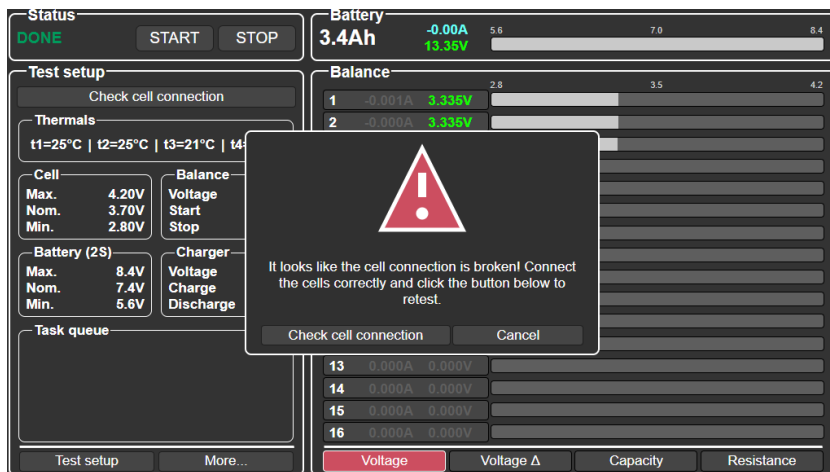 Status
DONE
START
STOP
Battery
3.4Ah
-0.00A
13.35V
5.6
7.0
8.4
Test setup
Check cell connection
Thermals
t1=25°C | t2=25°C | t3=21°C | t4
Cell
Max. 4.20V
Nom. 3.70V
Min. 2.80V
Balance
Voltage
Start
Stop
Battery (2S)
Max. 8.4V
Nom. 7.4V
Min. 5.6V
Charger
Voltage
Charge
Discharge
Task queue
Test setup
More...
Balance
2.8
3.5
4.2
1 -0.001A 3.335V
2 -0.000A 3.335V
13 0.000A 0.000V
14 0.000A 0.000V
15 0.000A 0.000V
16 0.000A 0.000V
Voltage
Voltage Δ
Capacity
Resistance
It looks like the cell connection is broken! Connect
the cells correctly and click the button below to
retest.
Check cell connection
Cancel